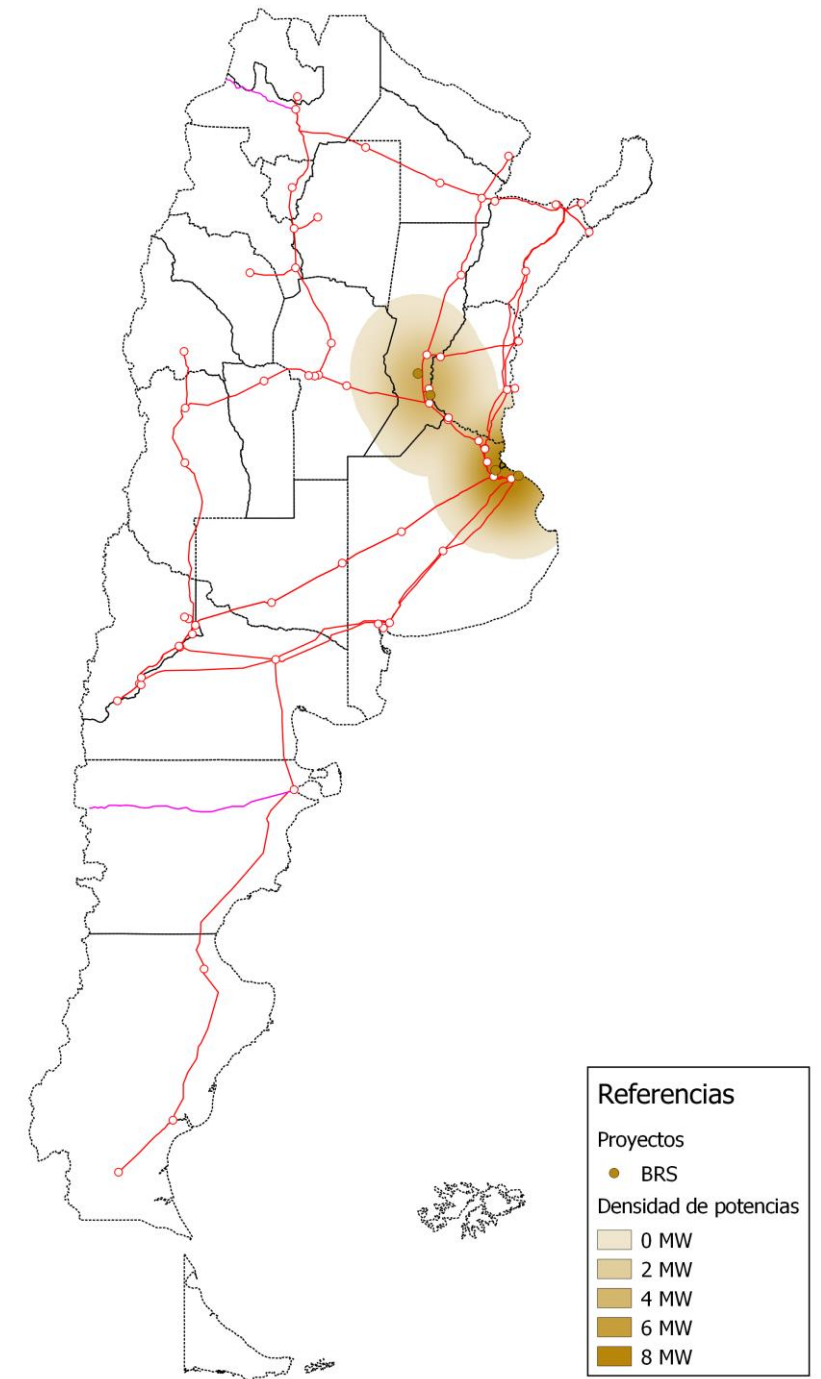 Referencias
Proyectos
BRS
Densidad de potencias
0 MW
2 MW
4 MW
6 MW
8 MW